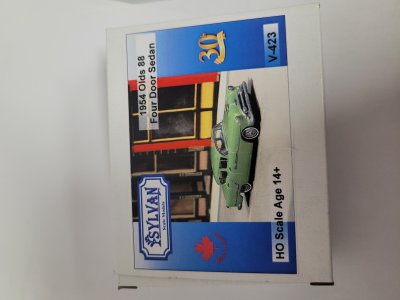 1954 Olds 88
Four Door Sedan
30
V-423
SYLVAN
Scale Models
HO Scale Age 14+